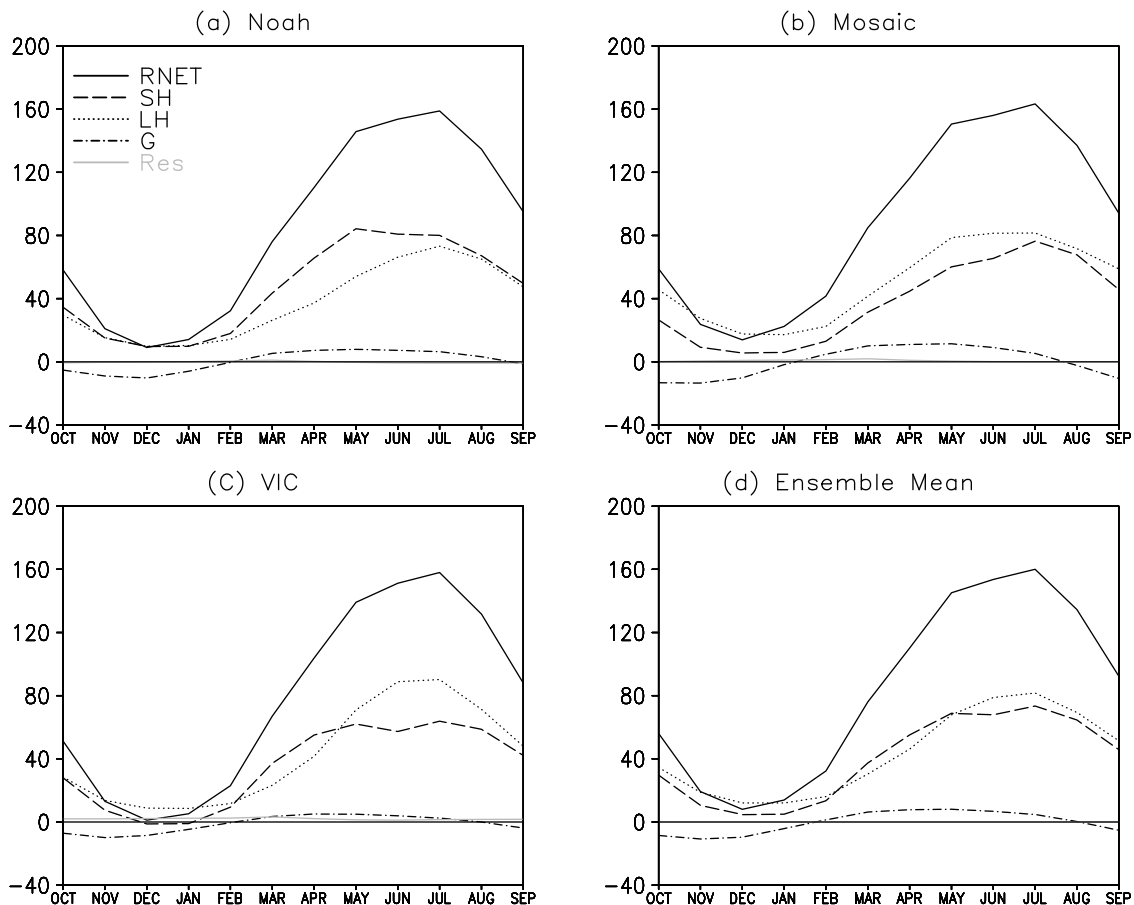 (a) Noah
200
160
120
80
40
0
−40
RNET
SH
LH
G
Res
OCT NOV DEC JAN FEB MAR APR MAY JUN JUL AUG SEP
(b) Mosaic
200
160
120
80
40
0
−40
OCT NOV DEC JAN FEB MAR APR MAY JUN JUL AUG SEP
(C) VIC
200
160
120
80
40
0
−40
OCT NOV DEC JAN FEB MAR APR MAY JUN JUL AUG SEP
(d) Ensemble Mean
200
160
120
80
40
0
−40
OCT NOV DEC JAN FEB MAR APR MAY JUN JUL AUG SEP